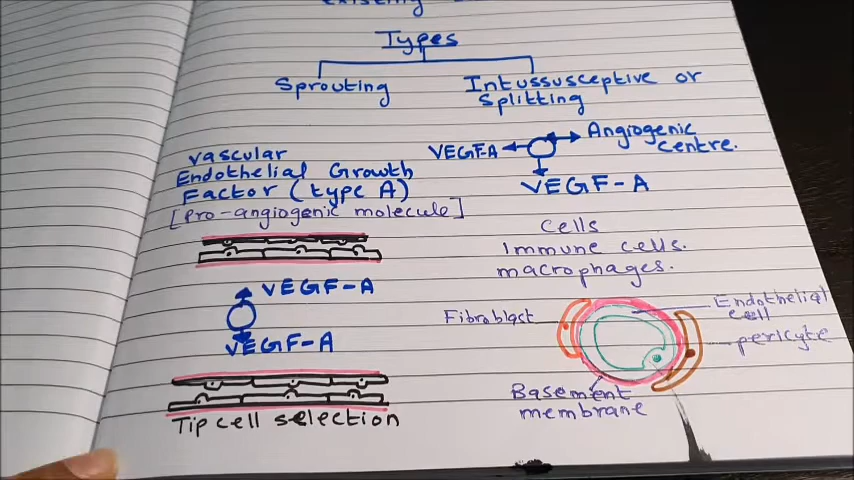 existing
Types
Sprouting
Intussusceptive or
Splitting
VEGF-A
Angiogenic
centre.
VEGF-A
Vascular
Endothelial Growth
Factor (type A)
[Pro-angiogenic molecule]
Cells
Immune cells.
macrophages.
VEGF-A
VEGF-A
Tip cell selection
Fibroblast
Endothelial
cell
pericyte
Basement
membrane